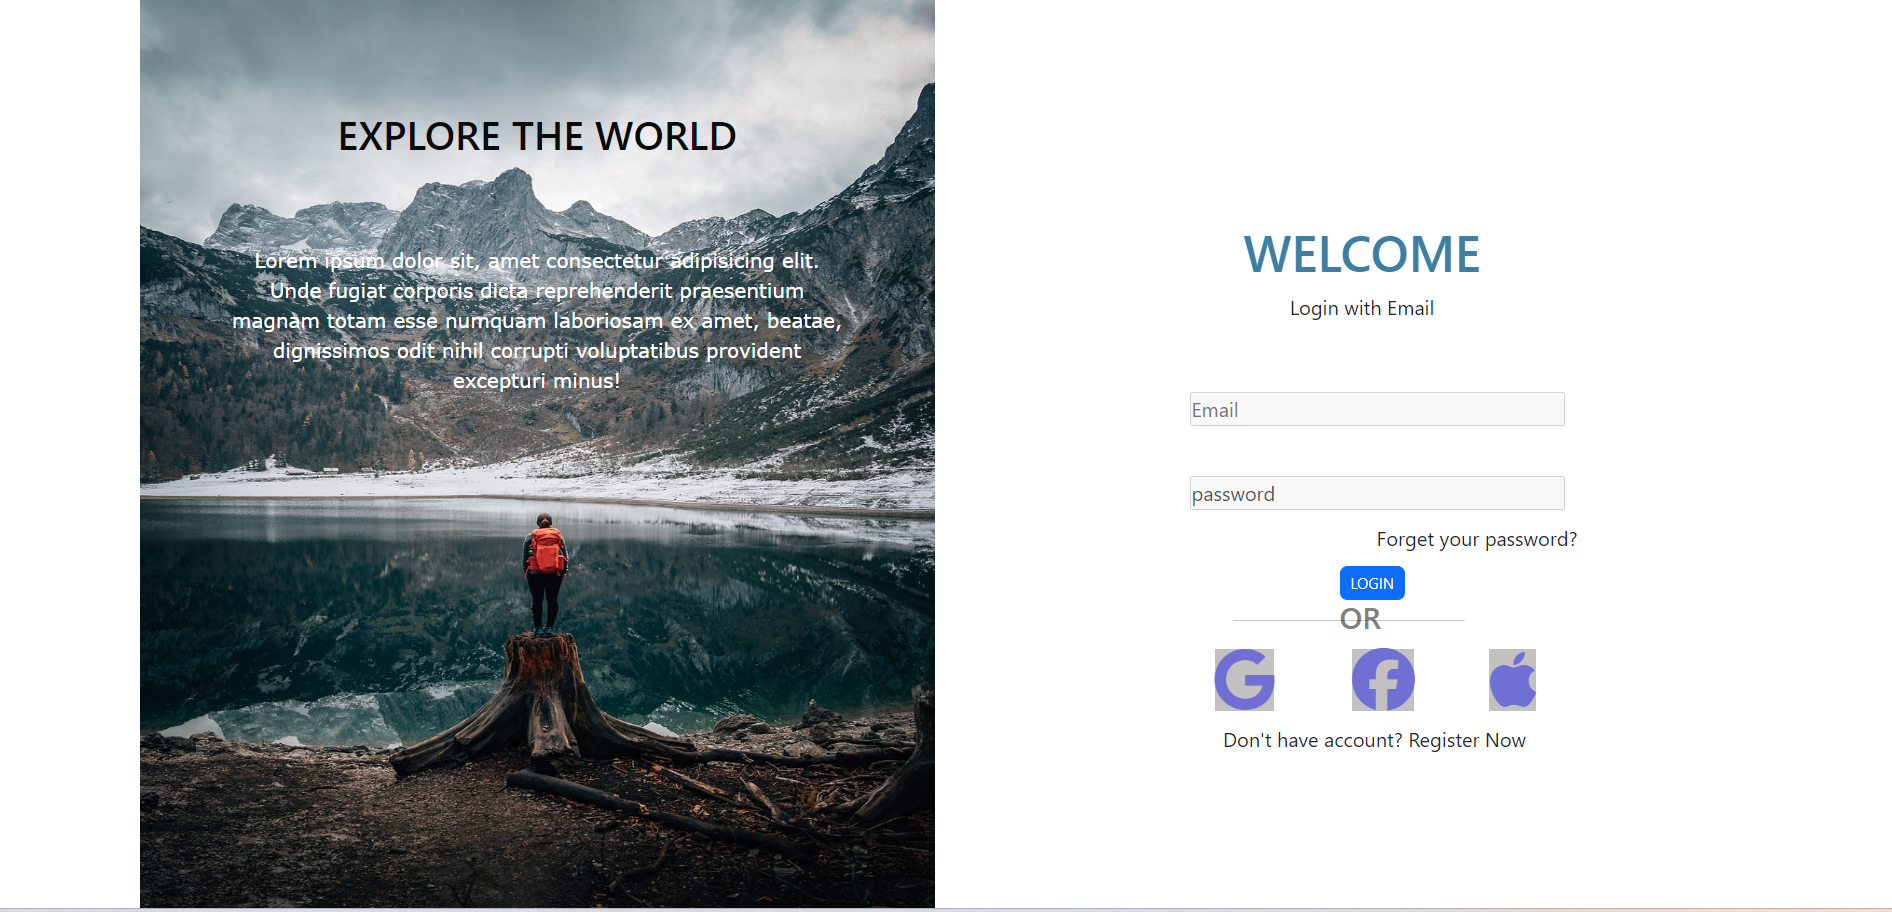 EXPLORE THE WORLD
Lorem ipsum dolor sit, amet consectetur adipisicing elit.
Unde fugiat corporis dicta reprehenderit praesentium
magnam totam esse numquam laboriosam ex amet, beatae,
dignissimos odit nihil corrupti voluptatibus provident
excepturi minus!
WELCOME
Login with Email
Email
password
Forget your password?
LOGIN
OR
Don't have account? Register Now